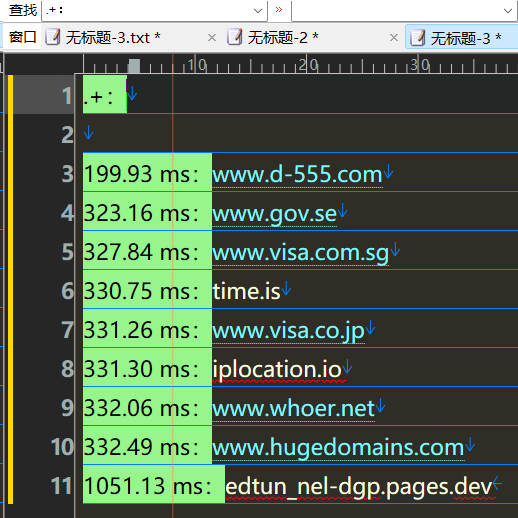 查找 .+：
窗口 无标题-3.txt * × 无标题-2 * × 无标题-3 *
10 20 30
1 .+：
2
3 199.93 ms：www.d-555.com
4 323.16 ms：www.gov.se
5 327.84 ms：www.visa.com.sg
6 330.75 ms：time.is
7 331.26 ms：www.visa.co.jp
8 331.30 ms：iplocation.io
9 332.06 ms：www.whoer.net
10 332.49 ms：www.hugedomains.com
11 1051.13 ms：edtun_nel-dgp.pages.dev